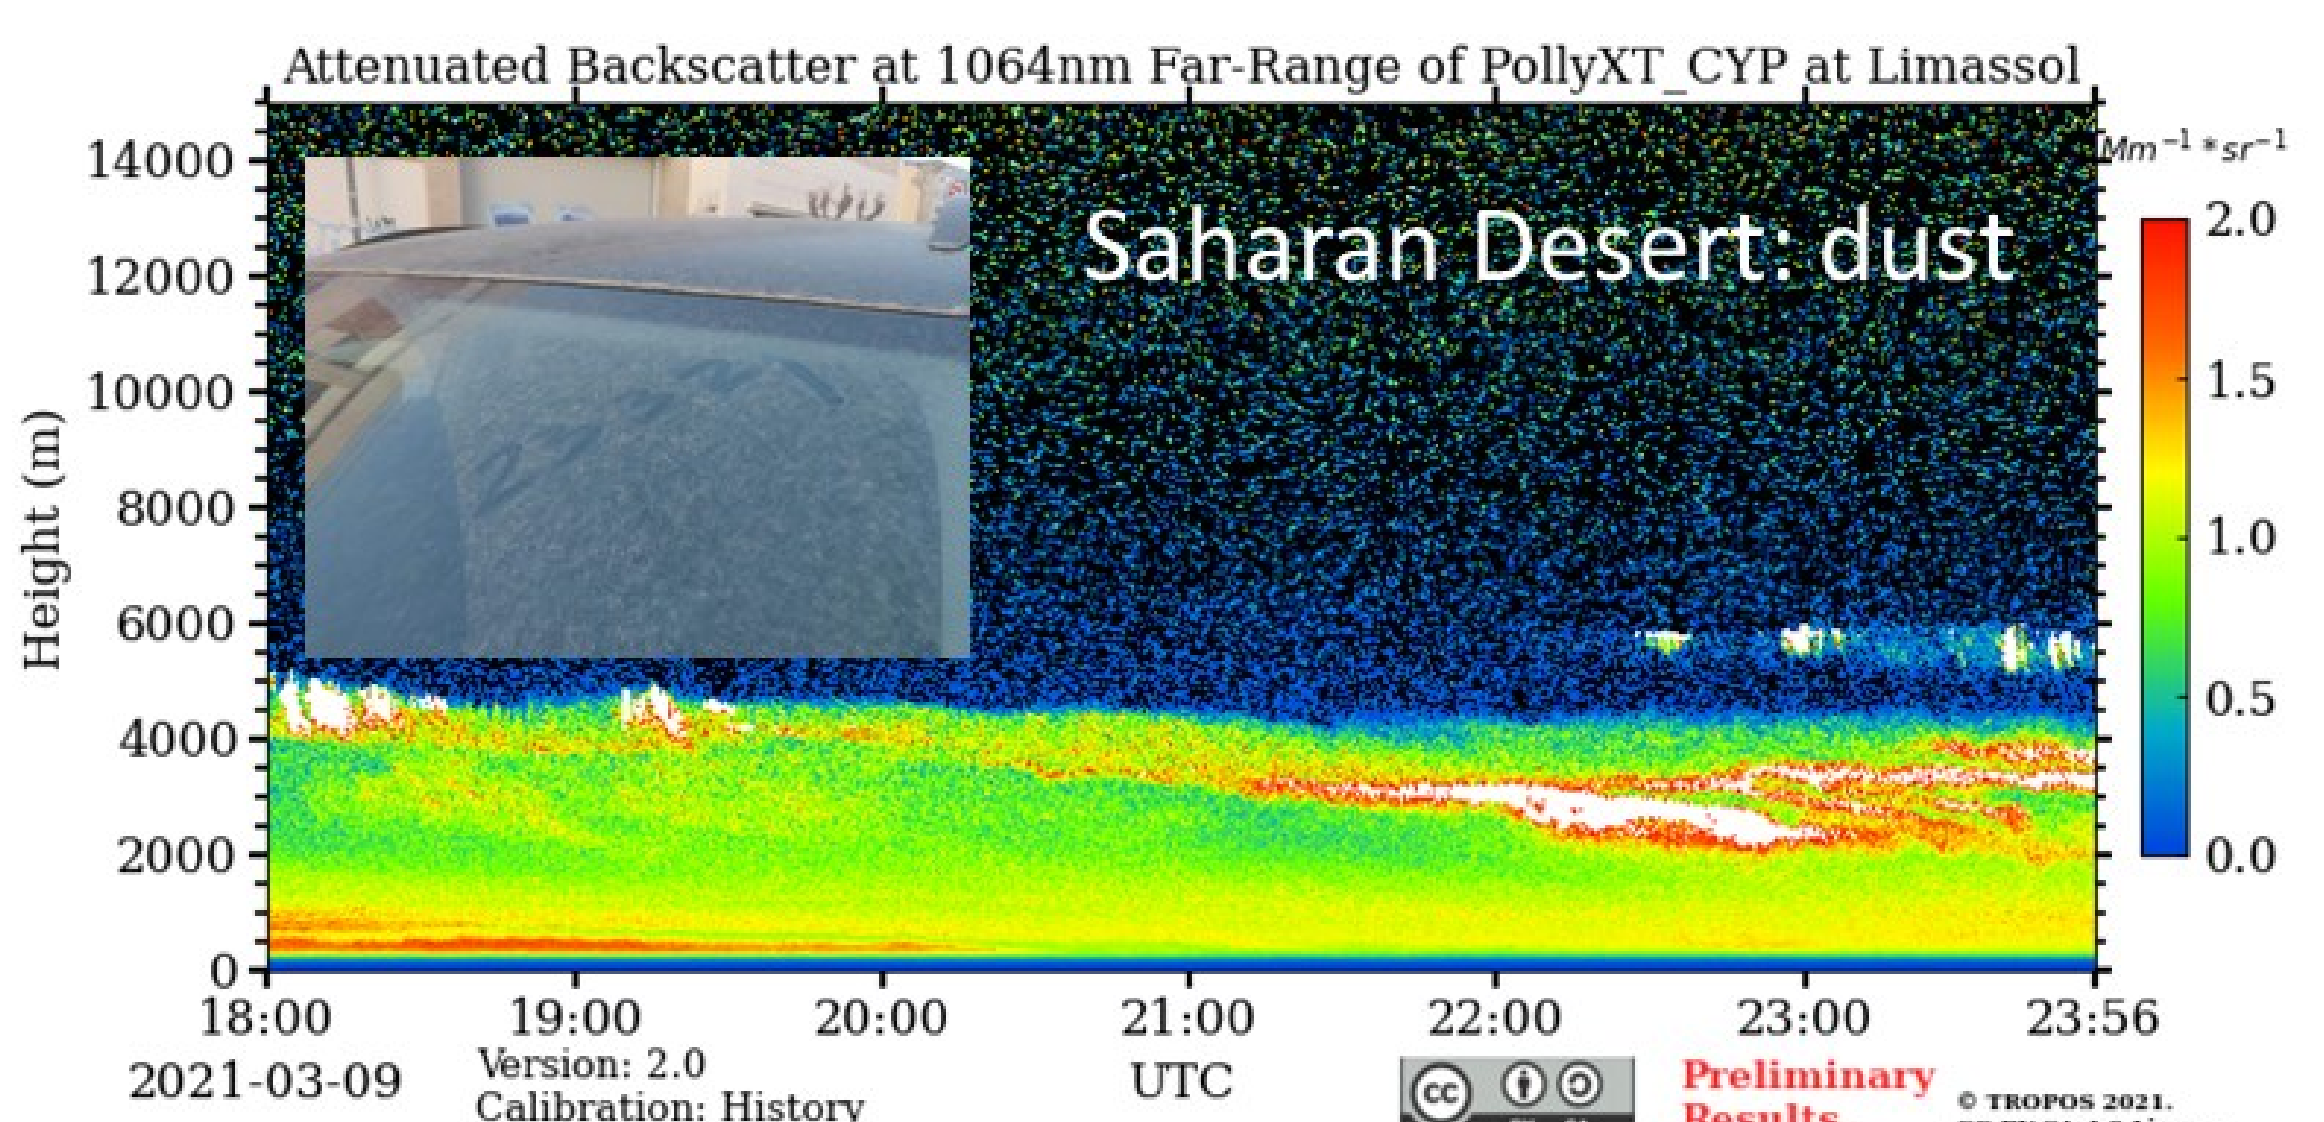 Attenuated Backscatter at 1064nm Far-Range of PollyXT_CYP at Limassol
Mm⁻¹*sr⁻¹
Saharan Desert: dust
Height (m)
14000
12000
10000
8000
6000
4000
2000
0
2.0
1.5
1.0
0.5
0.0
18:00 19:00 20:00 21:00 22:00 23:00 23:56
2021-03-09
Version: 2.0
Calibration: History
UTC
cc
Preliminary
Results
© TROPOS 2021.